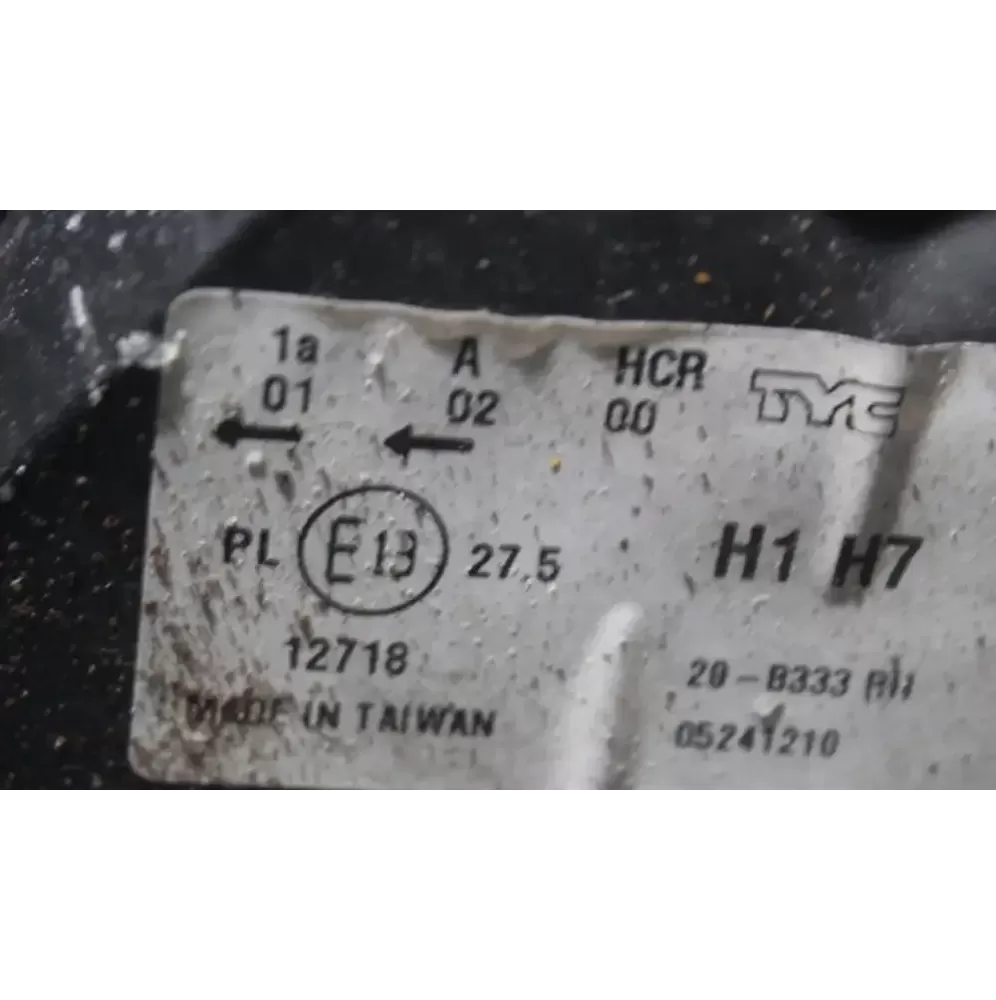 1a A HCR TYC
01 02 00
PL E13 27.5 H1 H7
12718
20-B333 RH
MADE IN TAIWAN
05241210